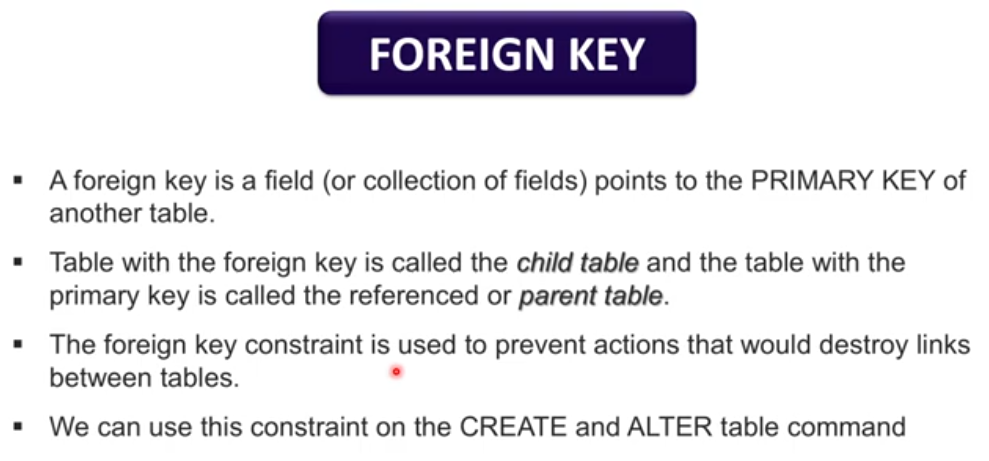 FOREIGN KEY
▪ A foreign key is a field (or collection of fields) points to the PRIMARY KEY of
another table.
▪ Table with the foreign key is called the child table and the table with the
primary key is called the referenced or parent table.
▪ The foreign key constraint is used to prevent actions that would destroy links
between tables.
▪ We can use this constraint on the CREATE and ALTER table command